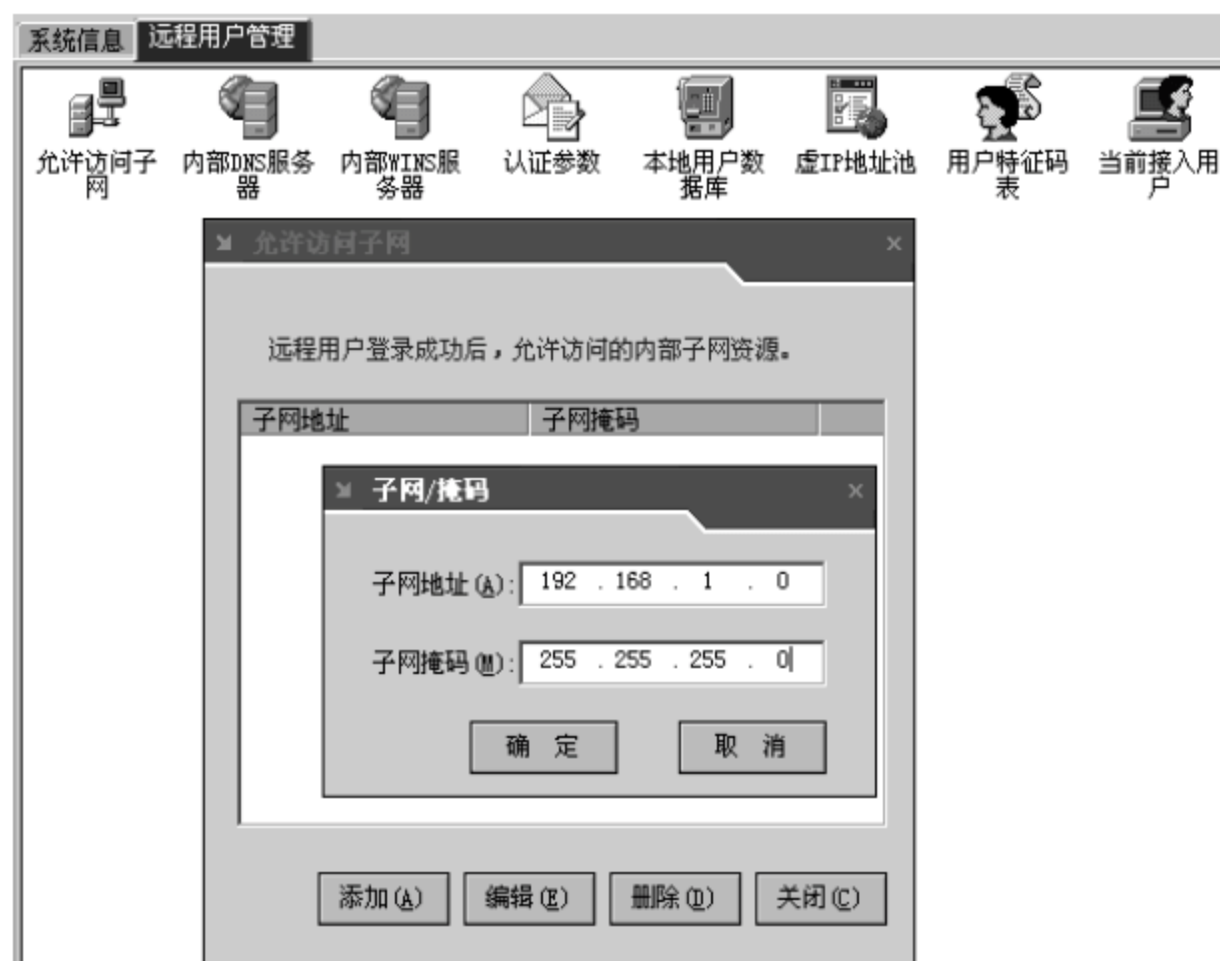 系统信息 远程用户管理
允许访问子网 内部DNS服务器 内部WINS服务器 认证参数 本地用户数据库 虚IP地址池 用户特征码表 当前接入用户
允许访问子网
远程用户登录成功后，允许访问的内部子网资源。
子网地址 子网掩码
子网/掩码
子网地址(A): 192 . 168 . 1 . 0
子网掩码(M): 255 . 255 . 255 . 0
确 定 取 消
添加(A) 编辑(E) 删除(D) 关闭(C)